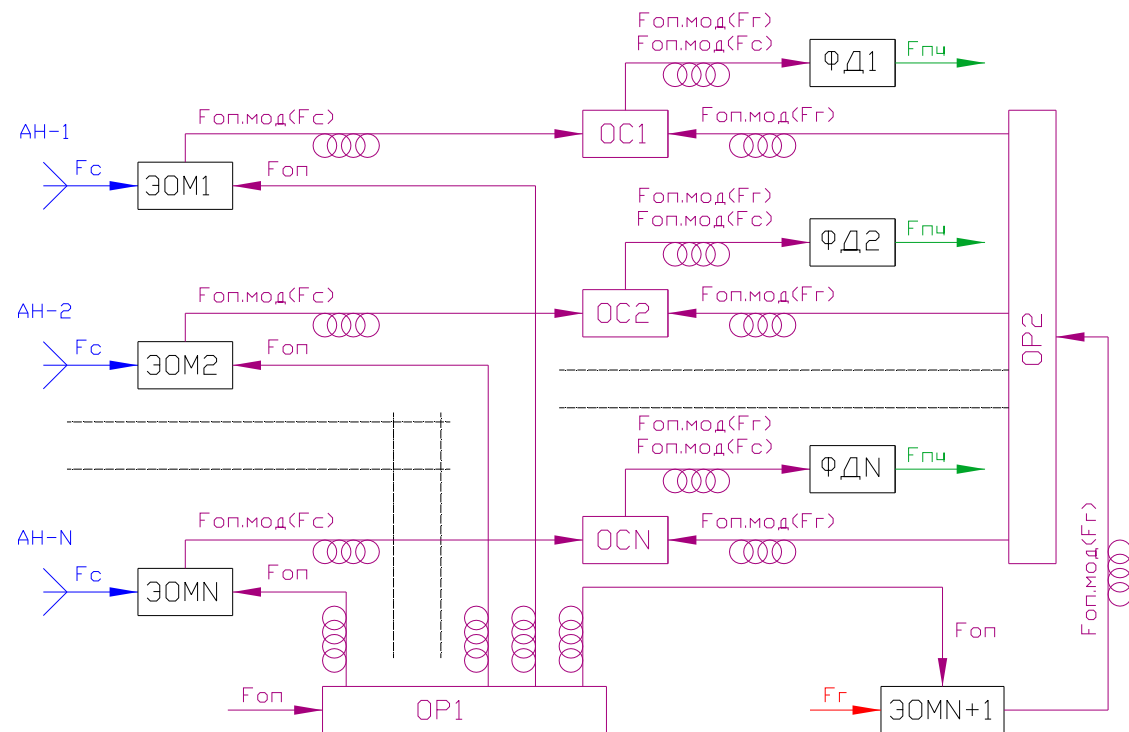 Fоп.мод(Fг)
Fоп.мод(Fс)
ФД1
Fпч
АН-1
Fс
ЭОМ1
Fоп.мод(Fс)
Fоп
ОС1
Fоп.мод(Fг)
Fоп.мод(Fг)
Fоп.мод(Fс)
ФД2
Fпч
АН-2
Fс
ЭОМ2
Fоп.мод(Fс)
Fоп
ОС2
Fоп.мод(Fг)
ОР2
Fоп.мод(Fг)
Fоп.мод(Fс)
ФДN
Fпч
АН-N
Fс
ЭОМN
Fоп.мод(Fс)
Fоп
ОСN
Fоп.мод(Fг)
Fоп.мод(Fг)
Fоп
Fоп
ОР1
Fг
ЭОМN+1